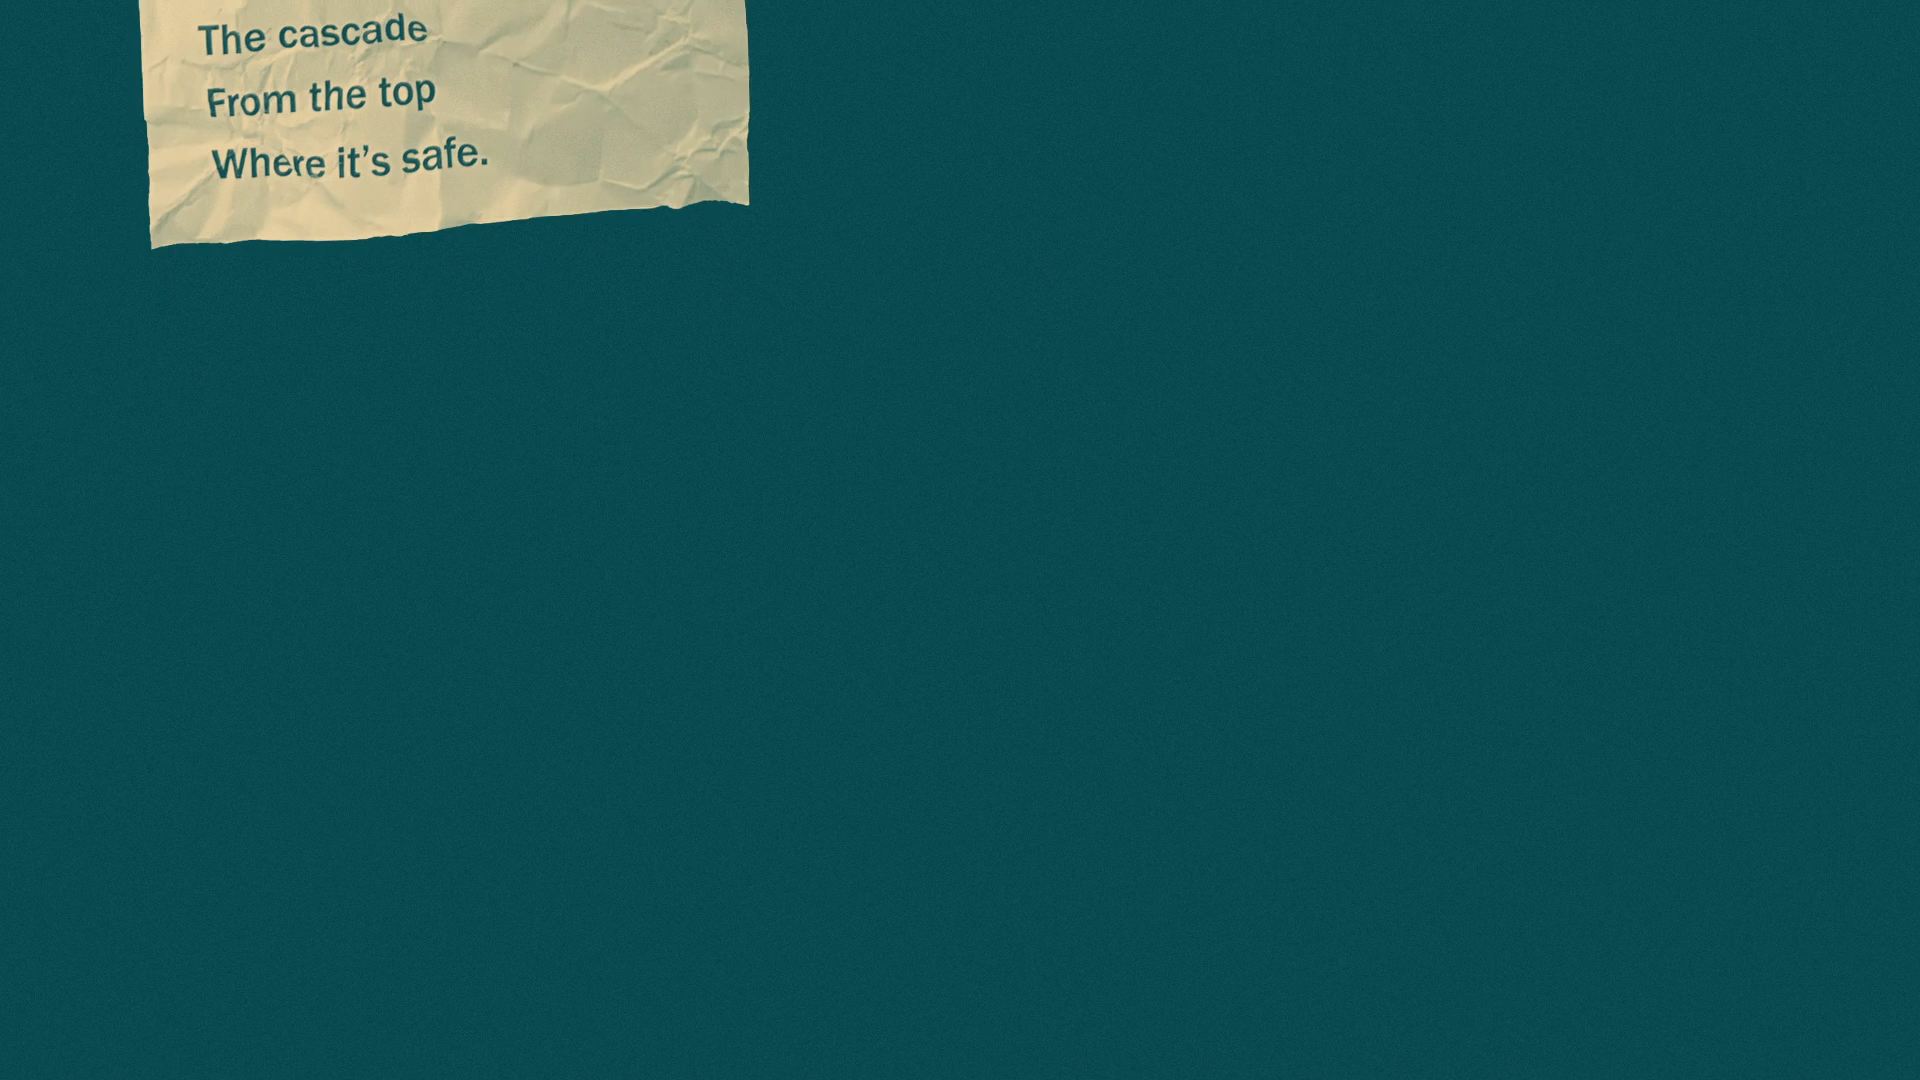 The cascade
From the top
Where it’s safe.